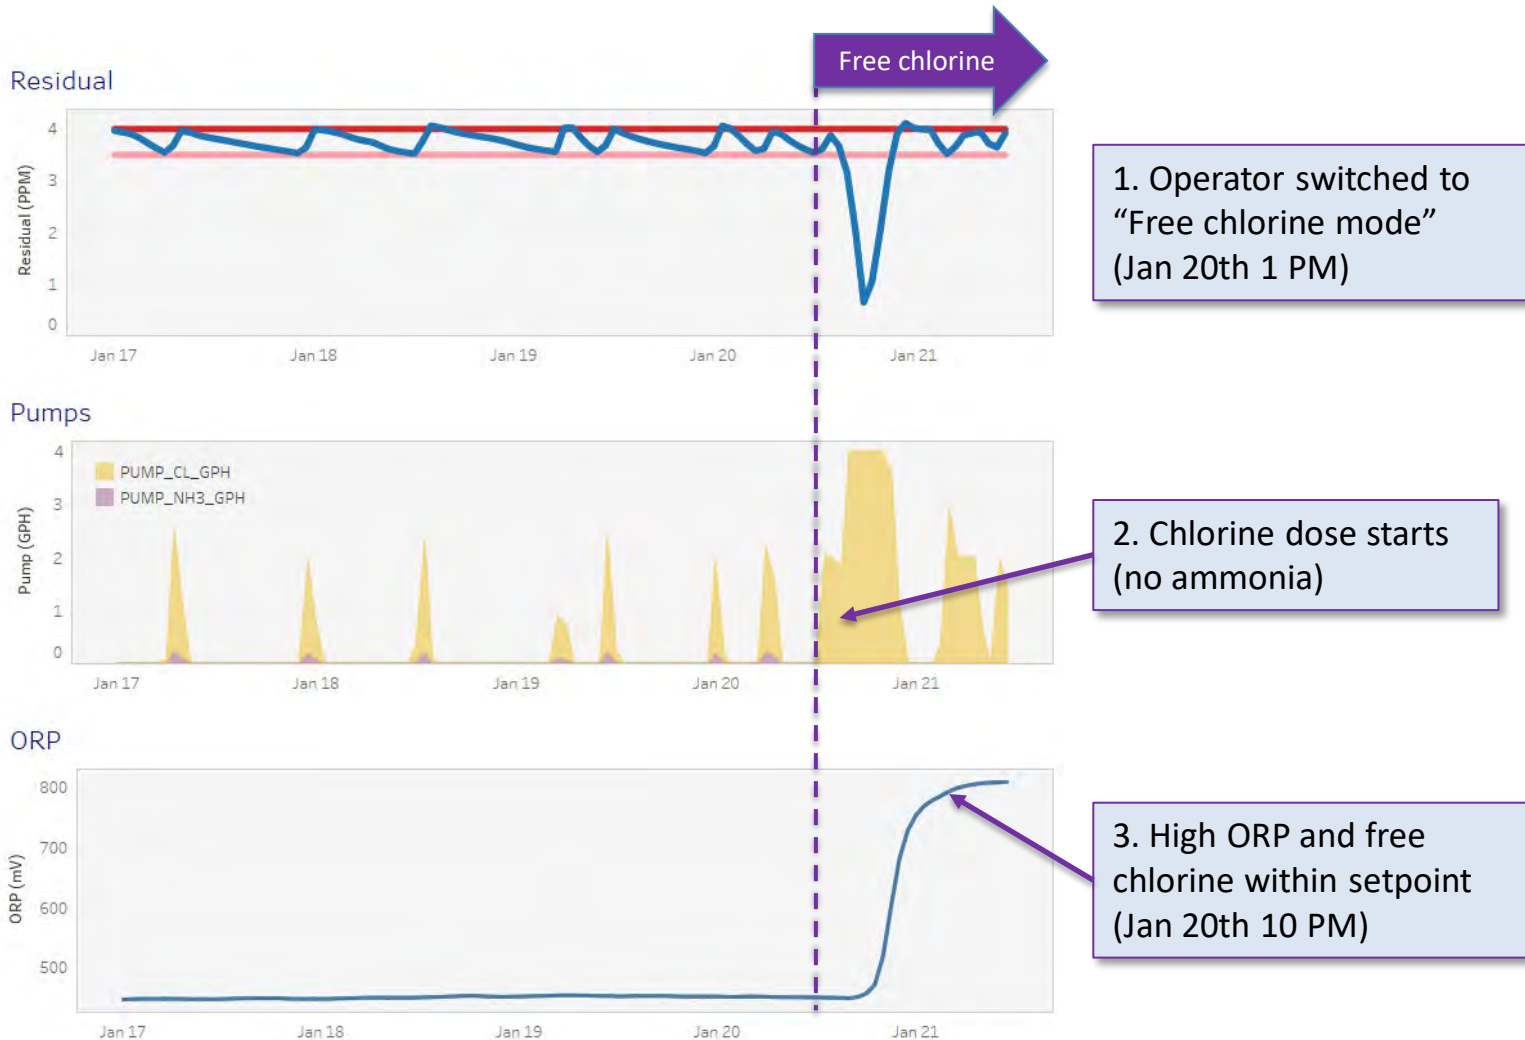 Free chlorine
Residual
Residual (PPM)
4
3
2
1
0
Jan 17
Jan 18
Jan 19
Jan 20
Jan 21
1. Operator switched to
“Free chlorine mode”
(Jan 20th 1 PM)
Pumps
Pump (GPH)
4
3
2
1
0
PUMP_CL_GPH
PUMP_NH3_GPH
Jan 17
Jan 18
Jan 19
Jan 20
Jan 21
2. Chlorine dose starts
(no ammonia)
ORP
ORP (mV)
800
700
600
500
Jan 17
Jan 18
Jan 19
Jan 20
Jan 21
3. High ORP and free
chlorine within setpoint
(Jan 20th 10 PM)